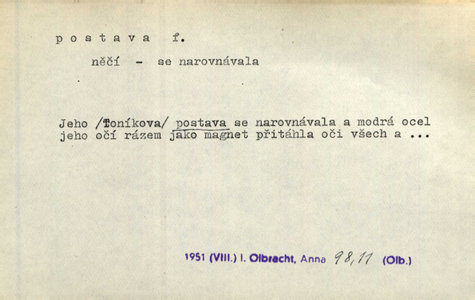 postava f.
něčí - se narovnávala
Jeho /Toníkova/ postava se narovnávala a modrá ocel
jeho očí rázem jako magnet přitáhla oči všech a ...
1951 (VIII.) I. Olbracht, Anna 98,11 (Olb.)